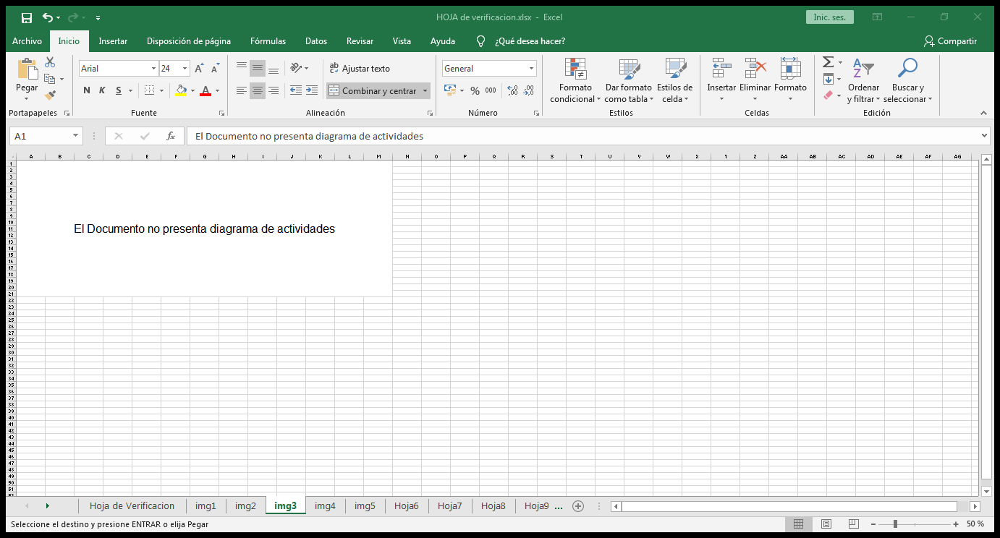 HOJA de verificacion.xlsx - Excel
Inic. ses.
Archivo Inicio Insertar Disposición de página Fórmulas Datos Revisar Vista Ayuda ¿Qué desea hacer? Compartir
Pegar
Arial 24 A A
N K S A
ab Ajustar texto
Combinar y centrar
General
% 000 ,00 ,00
Formato condicional
Dar formato como tabla
Estilos de celda
Insertar Eliminar Formato
Ordenar y filtrar
Buscar y seleccionar
Portapapeles Fuente Alineación Número Estilos Celdas Edición
A1 fx El Documento no presenta diagrama de actividades
A B C D E F G H I J K L M N O P Q R S T U V W X Y Z AA AB AC AD AE AF AG
1
2
3
4
5
6
7
8
9
10
11
12
13
14
15
16
17
18
19
20
21
22
23
24
25
26
27
28
29
30
31
32
33
34
35
36
37
38
39
40
41
42
43
44
45
46
47
48
49
50
51
El Documento no presenta diagrama de actividades
Hoja de Verificacion img1 img2 img3 img4 img5 Hoja6 Hoja7 Hoja8 Hoja9 ...
Seleccione el destino y presione ENTRAR o elija Pegar
50 %